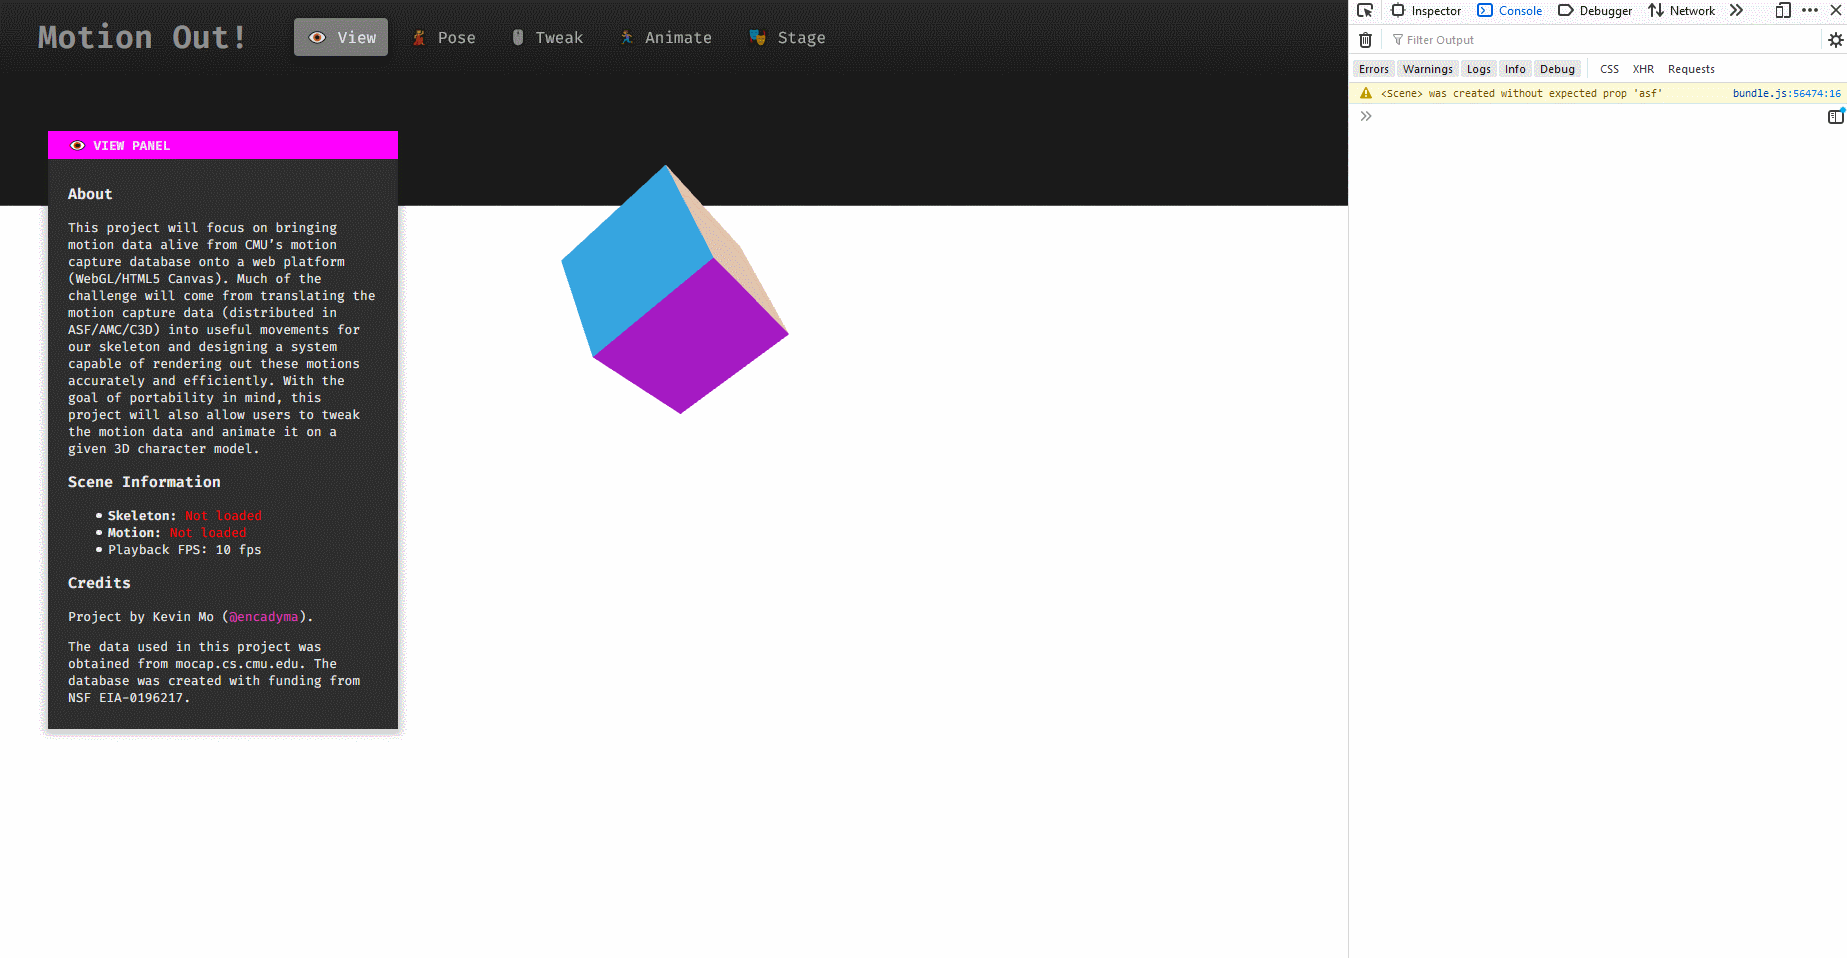 Motion Out!
View
Pose
Tweak
Animate
Stage
VIEW PANEL
About
This project will focus on bringing
motion data alive from CMU's motion
capture database onto a web platform
(WebGL/HTML5 Canvas). Much of the
challenge will come from translating the
motion capture data (distributed in
ASF/AMC/C3D) into useful movements for
our skeleton and designing a system
capable of rendering out these motions
accurately and efficiently. With the
goal of portability in mind, this
project will also allow users to tweak
the motion data and animate it on a
given 3D character model.
Scene Information
• Skeleton: Not loaded
• Motion: Not loaded
• Playback FPS: 10 fps
Credits
Project by Kevin Mo (@encadyma).
The data used in this project was
obtained from mocap.cs.cmu.edu. The
database was created with funding from
NSF EIA-0196217.
Inspector
Console
Debugger
Network
Filter Output
Errors
Warnings
Logs
Info
Debug
CSS
XHR
Requests
<Scene> was created without expected prop 'asf'
bundle.js:56474:16